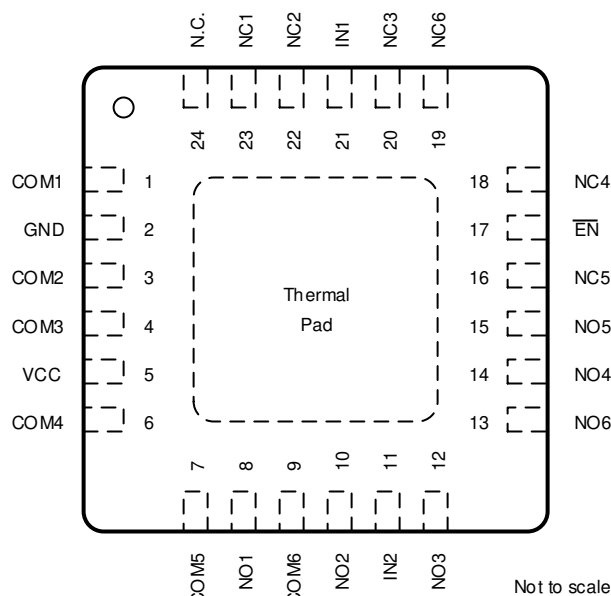 N.C.
NC1
NC2
IN1
NC3
NC6
24
23
22
21
20
19
COM1 1
GND 2
COM2 3
COM3 4
VCC 5
COM4 6
18 NC4
17 EN
16 NC5
15 NO5
14 NO4
13 NO6
Thermal
Pad
7
8
9
10
11
12
COM5
NO1
COM6
NO2
IN2
NO3
Not to scale